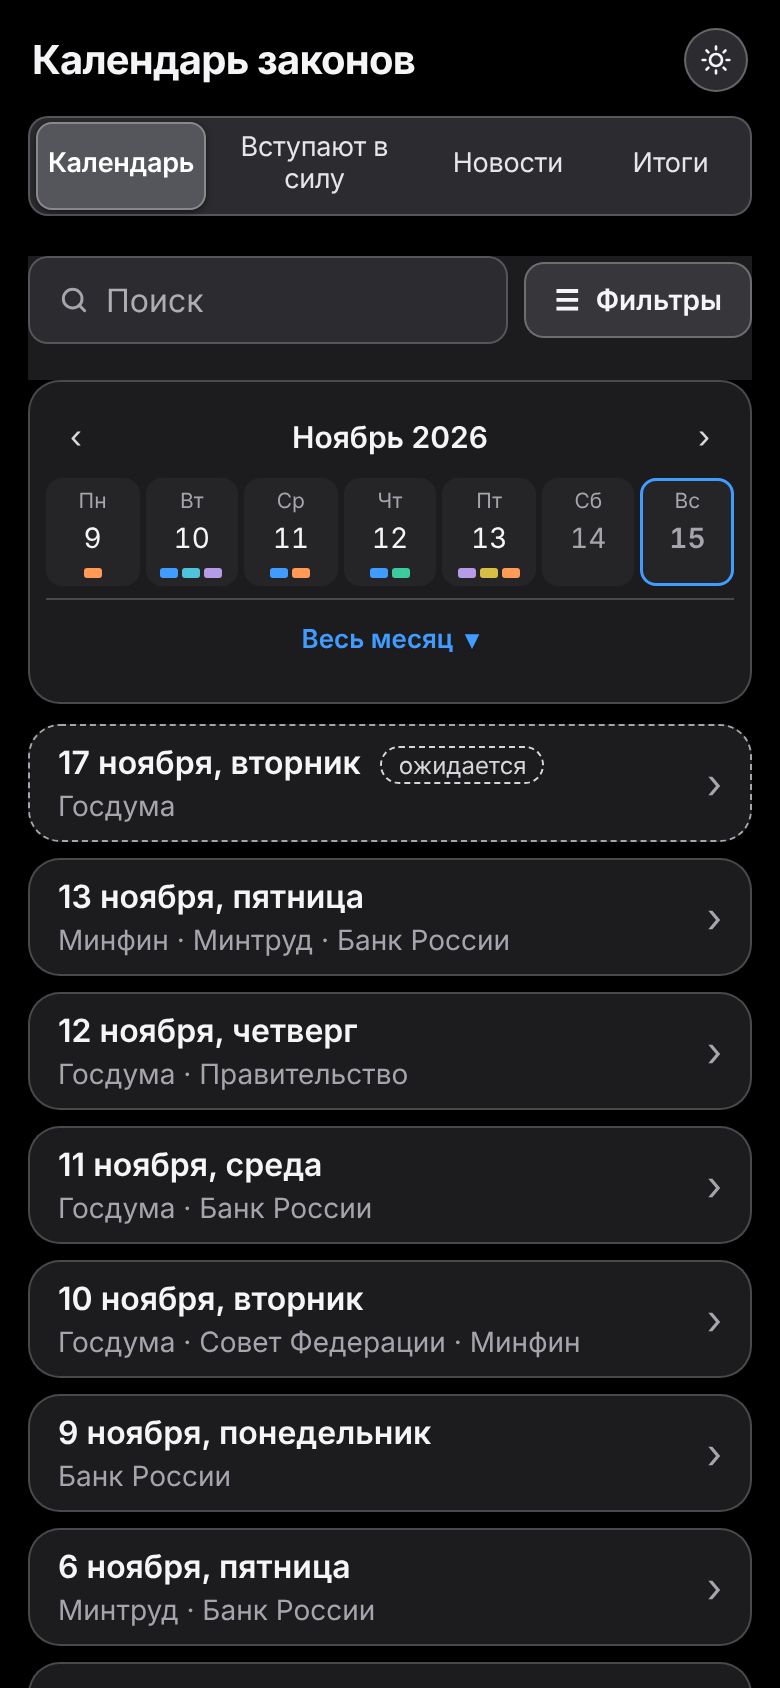 Календарь законов
Календарь
Вступают в
силу
Новости
Итоги
Поиск
Фильтры
‹ Ноябрь 2026 ›
Пн Вт Ср Чт Пт Сб Вс
9 10 11 12 13 14 15
Весь месяц ▼
17 ноября, вторник ожидается
Госдума
13 ноября, пятница
Минфин · Минтруд · Банк России
12 ноября, четверг
Госдума · Правительство
11 ноября, среда
Госдума · Банк России
10 ноября, вторник
Госдума · Совет Федерации · Минфин
9 ноября, понедельник
Банк России
6 ноября, пятница
Минтруд · Банк России